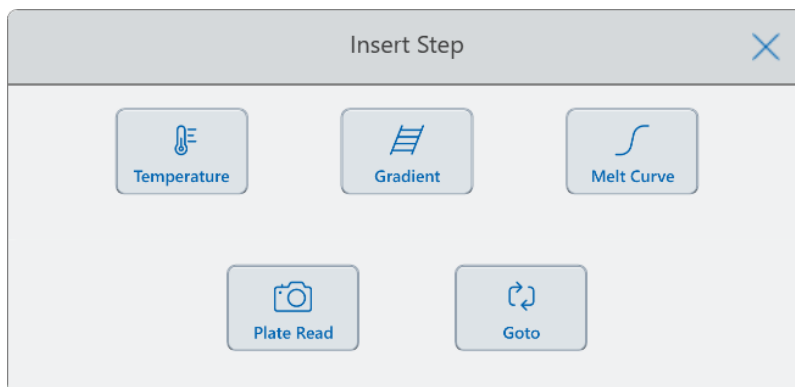 Insert Step
Temperature
Gradient
Melt Curve
Plate Read
Goto